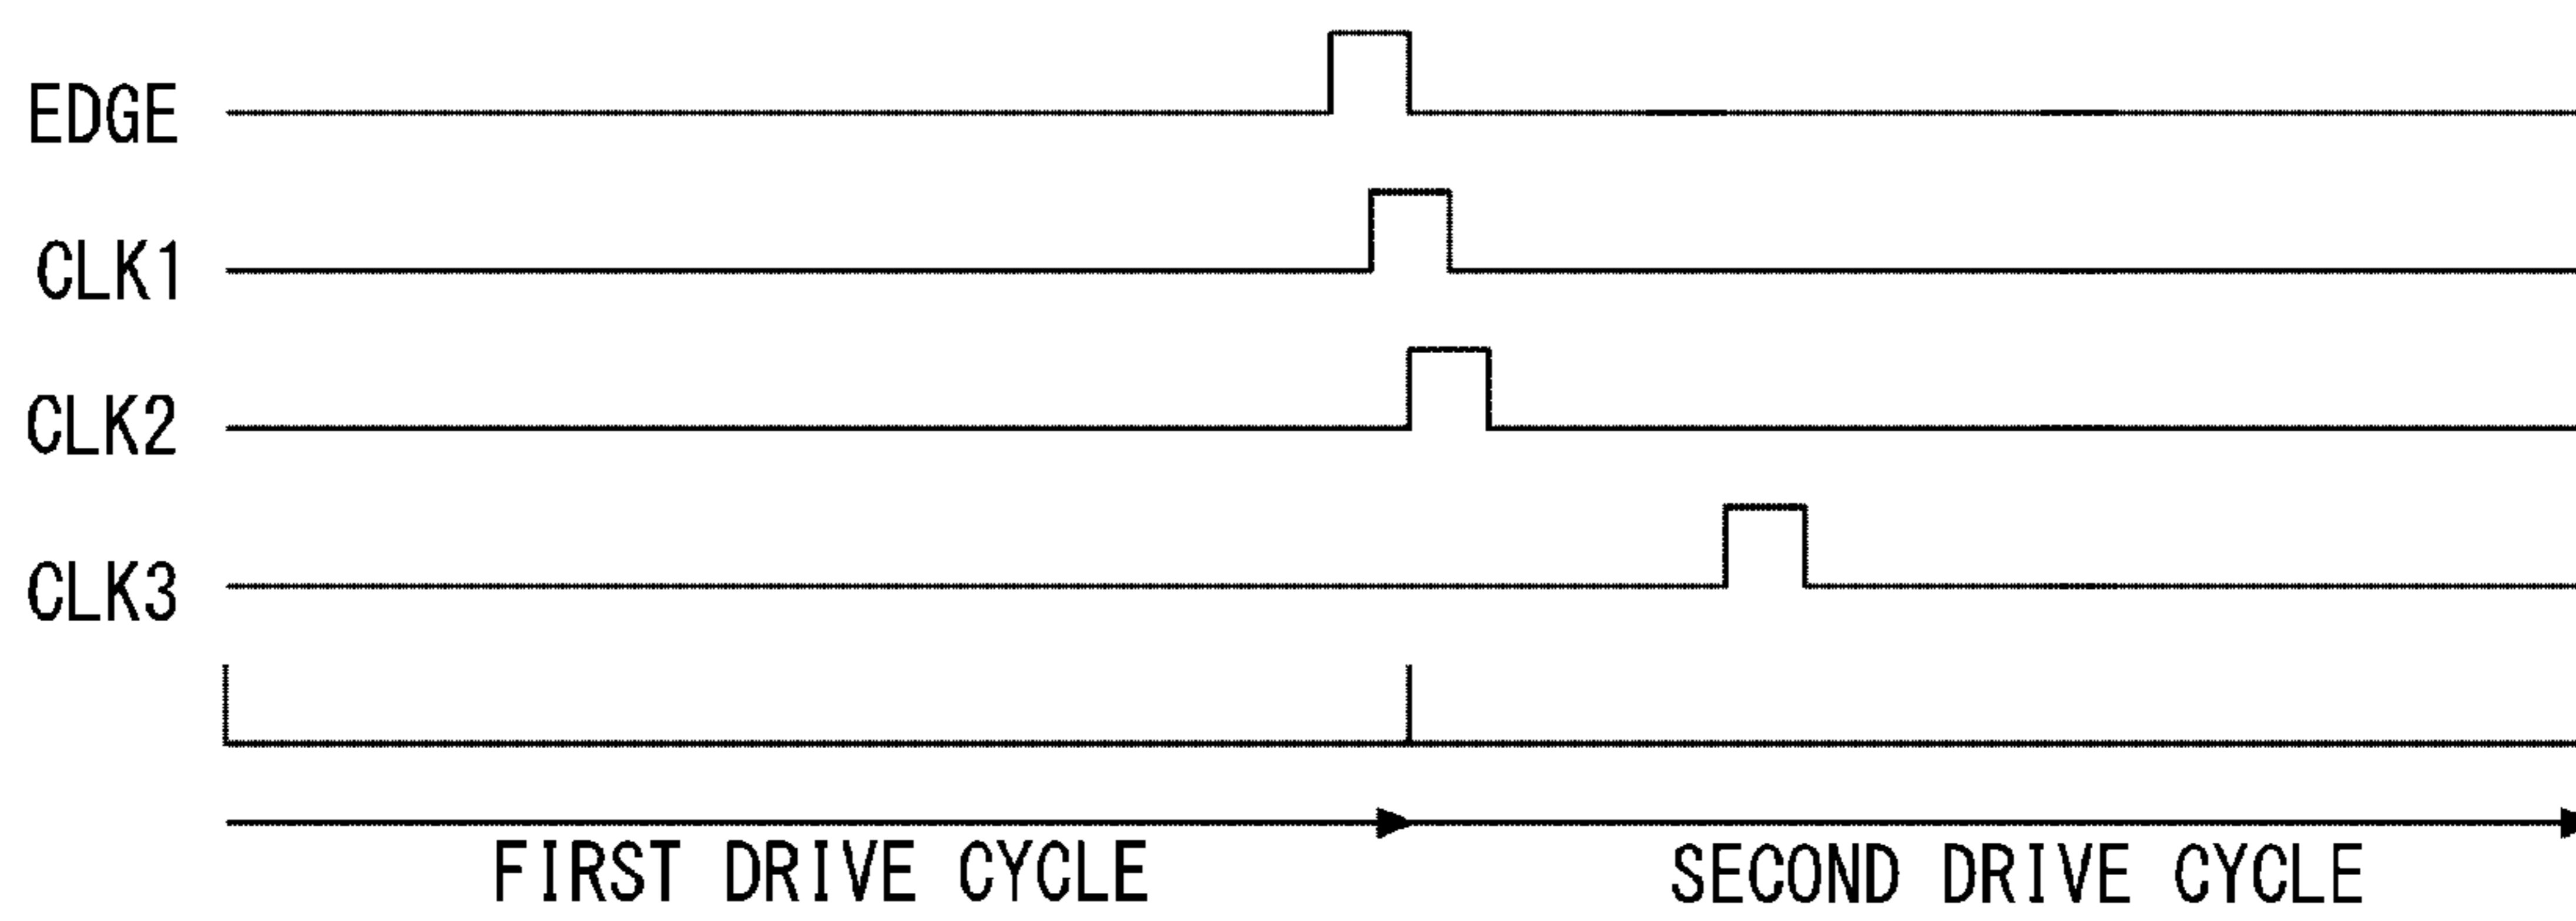 EDGE
CLK1
CLK2
CLK3
FIRST DRIVE CYCLE
SECOND DRIVE CYCLE